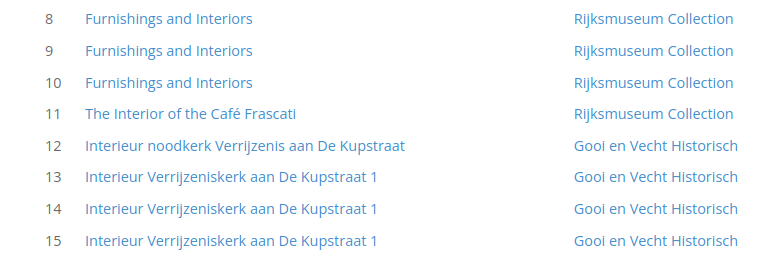 8 Furnishings and Interiors Rijksmuseum Collection
9 Furnishings and Interiors Rijksmuseum Collection
10 Furnishings and Interiors Rijksmuseum Collection
11 The Interior of the Café Frascati Rijksmuseum Collection
12 Interieur noodkerk Verrijzenis aan De Kupstraat Gooi en Vecht Historisch
13 Interieur Verrijzeniskerk aan De Kupstraat 1 Gooi en Vecht Historisch
14 Interieur Verrijzeniskerk aan De Kupstraat 1 Gooi en Vecht Historisch
15 Interieur Verrijzeniskerk aan De Kupstraat 1 Gooi en Vecht Historisch